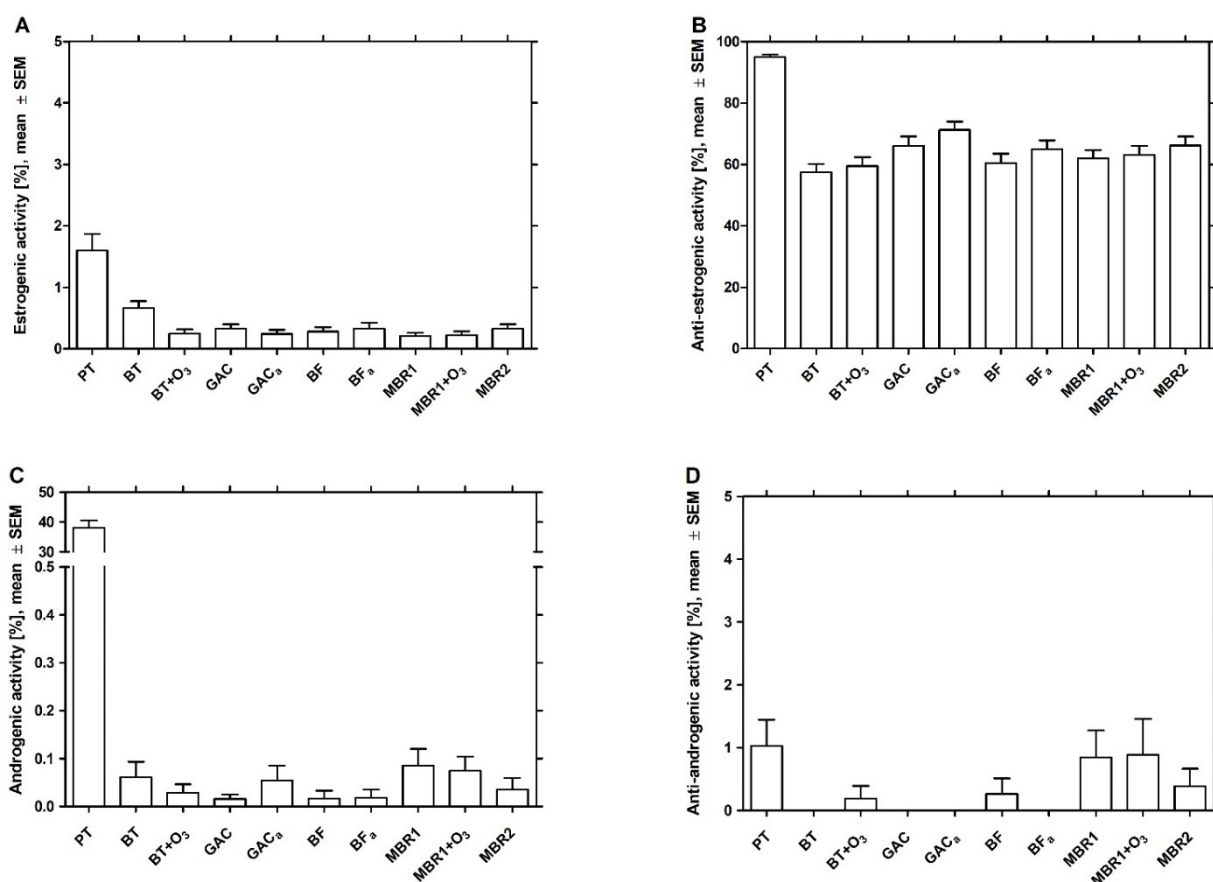 A
Estrogenic activity [%], mean ± SEM
5
4
3
2
1
0
PT BT BT+O₃ GAC GACₐ BF BFₐ MBR1 MBR1+O₃ MBR2
B
Anti-estrogenic activity [%], mean ± SEM
100
80
60
40
20
0
PT BT BT+O₃ GAC GACₐ BF BFₐ MBR1 MBR1+O₃ MBR2
C
Androgenic activity [%], mean ± SEM
50
40
30
0.5
0.4
0.3
0.2
0.1
0.0
PT BT BT+O₃ GAC GACₐ BF BFₐ MBR1 MBR1+O₃ MBR2
D
Anti-androgenic activity [%], mean ± SEM
5
4
3
2
1
0
PT BT BT+O₃ GAC GACₐ BF BFₐ MBR1 MBR1+O₃ MBR2